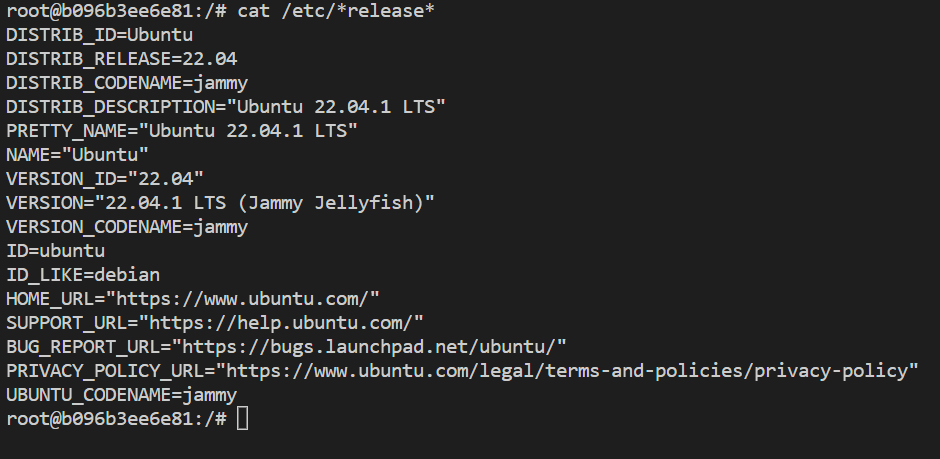 root@b096b3ee6e81:/# cat /etc/*release*
DISTRIB_ID=Ubuntu
DISTRIB_RELEASE=22.04
DISTRIB_CODENAME=jammy
DISTRIB_DESCRIPTION="Ubuntu 22.04.1 LTS"
PRETTY_NAME="Ubuntu 22.04.1 LTS"
NAME="Ubuntu"
VERSION_ID="22.04"
VERSION="22.04.1 LTS (Jammy Jellyfish)"
VERSION_CODENAME=jammy
ID=ubuntu
ID_LIKE=debian
HOME_URL="https://www.ubuntu.com/"
SUPPORT_URL="https://help.ubuntu.com/"
BUG_REPORT_URL="https://bugs.launchpad.net/ubuntu/"
PRIVACY_POLICY_URL="https://www.ubuntu.com/legal/terms-and-policies/privacy-policy"
UBUNTU_CODENAME=jammy
root@b096b3ee6e81:/#